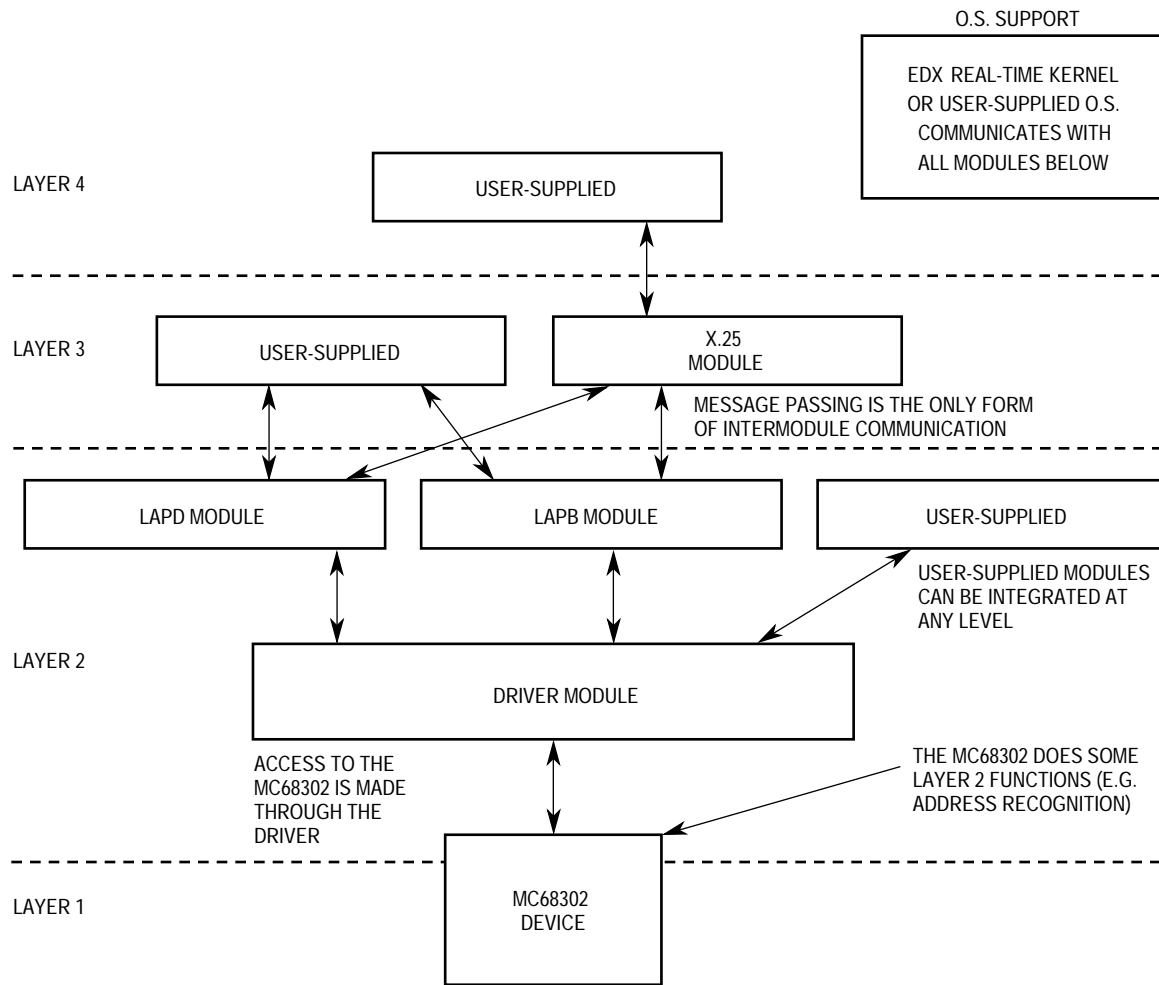 O.S. SUPPORT
EDX REAL-TIME KERNEL
OR USER-SUPPLIED O.S.
COMMUNICATES WITH
ALL MODULES BELOW
LAYER 4
USER-SUPPLIED
LAYER 3
USER-SUPPLIED
X.25
MODULE
MESSAGE PASSING IS THE ONLY FORM
OF INTERMODULE COMMUNICATION
LAPD MODULE
LAPB MODULE
USER-SUPPLIED
USER-SUPPLIED MODULES
CAN BE INTEGRATED AT
ANY LEVEL
LAYER 2
DRIVER MODULE
ACCESS TO THE
MC68302 IS MADE
THROUGH THE
DRIVER
THE MC68302 DOES SOME
LAYER 2 FUNCTIONS (E.G.
ADDRESS RECOGNITION)
LAYER 1
MC68302
DEVICE